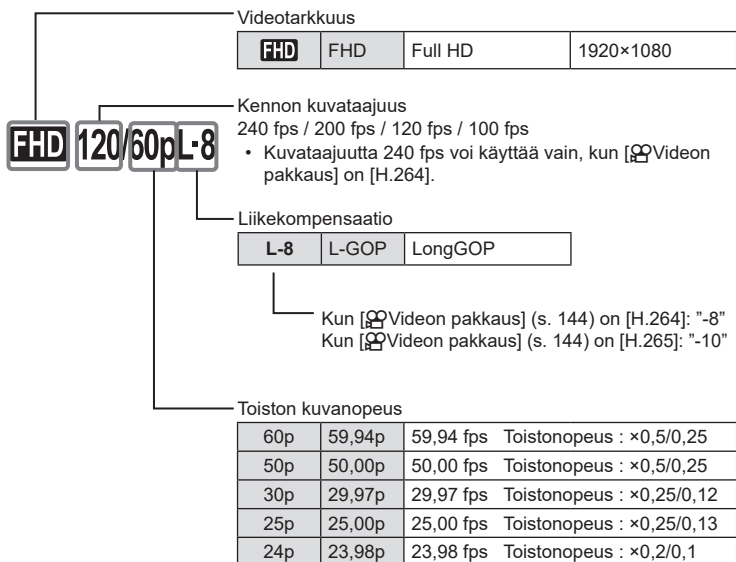 Videotarkkuus
FHD FHD Full HD 1920×1080
Kennon kuvataajuus
240 fps / 200 fps / 120 fps / 100 fps
• Kuvataajuutta 240 fps voi käyttää vain, kun [Videon
pakkaus] on [H.264].
FHD 120/60pL-8
Liikekompensaatio
L-8 L-GOP LongGOP
Kun [Videon pakkaus] (s. 144) on [H.264]: ”-8”
Kun [Videon pakkaus] (s. 144) on [H.265]: ”-10”
Toiston kuvanopeus
60p 59,94p 59,94 fps Toistonopeus : ×0,5/0,25
50p 50,00p 50,00 fps Toistonopeus : ×0,5/0,25
30p 29,97p 29,97 fps Toistonopeus : ×0,25/0,12
25p 25,00p 25,00 fps Toistonopeus : ×0,25/0,13
24p 23,98p 23,98 fps Toistonopeus : ×0,2/0,1